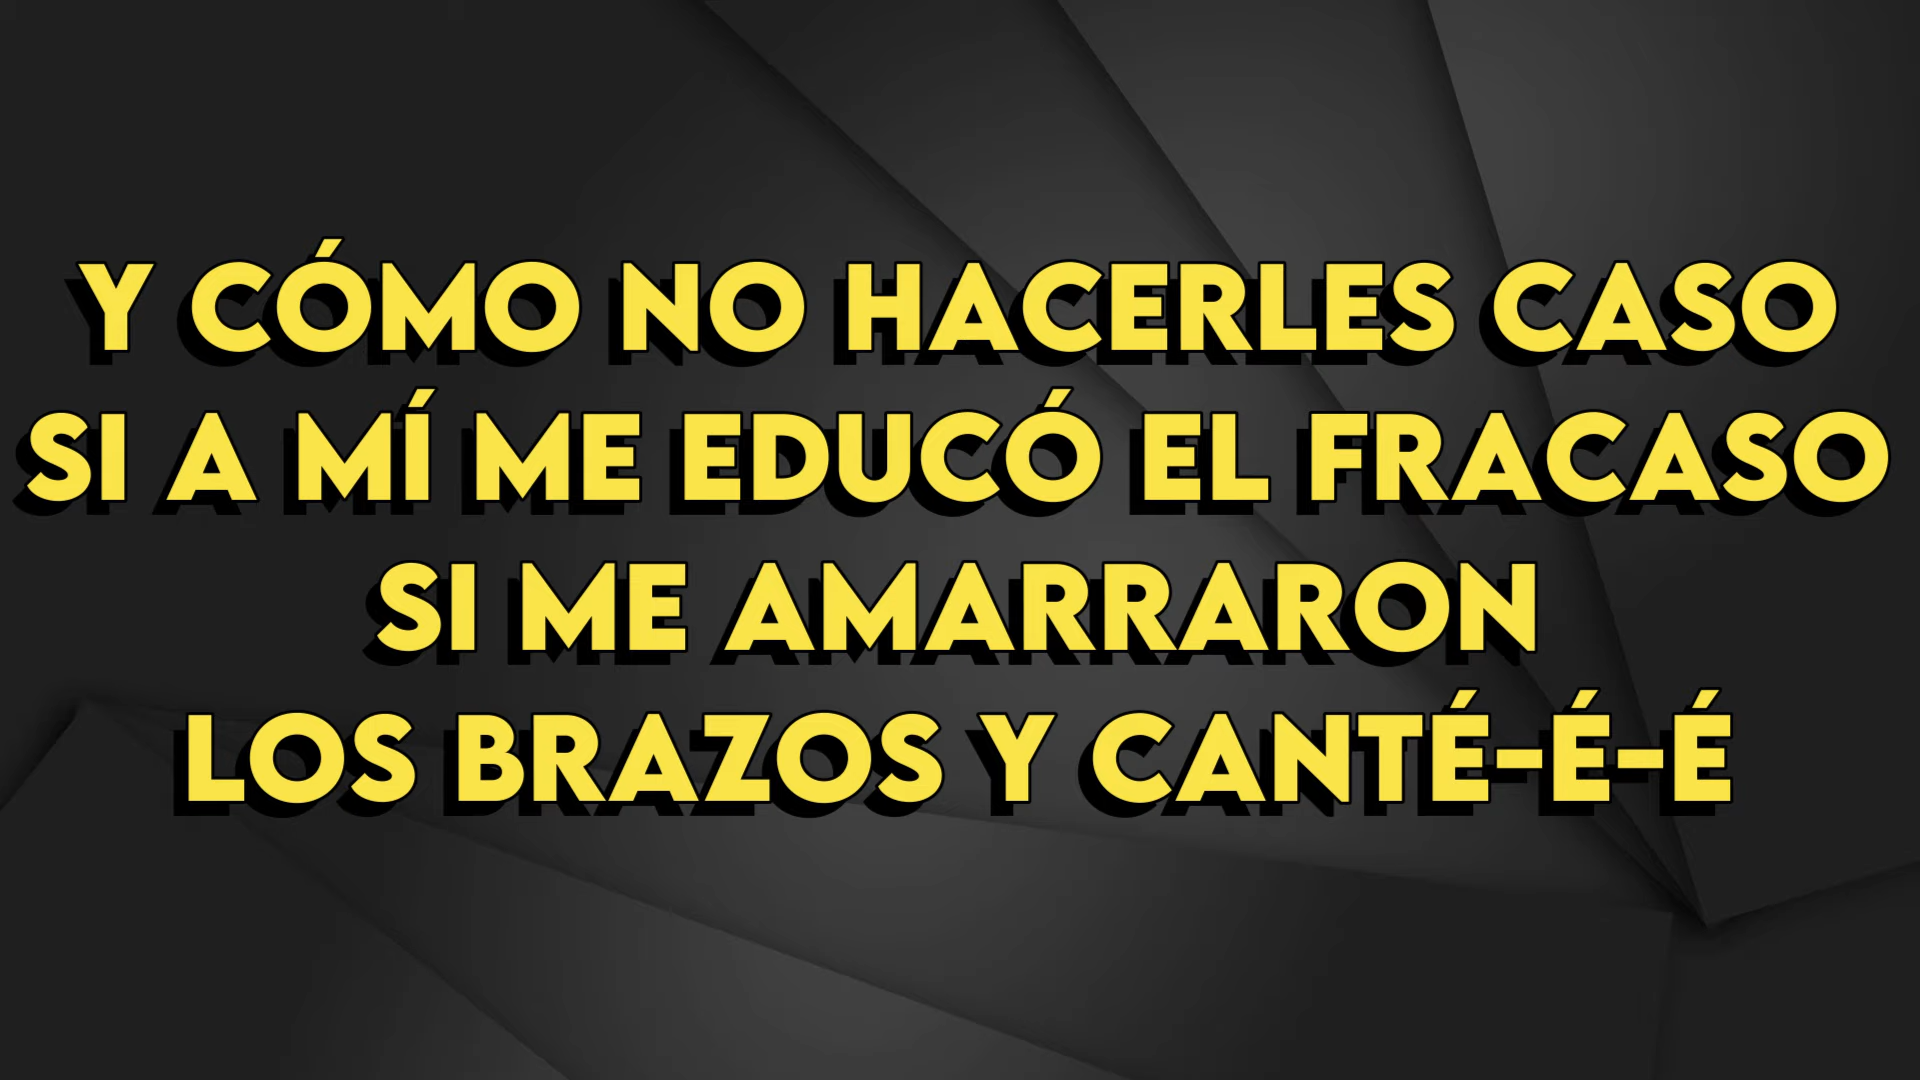 Y CÓMO NO HACERLES CASO
SI A MÍ ME EDUCÓ EL FRACASO
SI ME AMARRARON
LOS BRAZOS Y CANTÉ-É-É